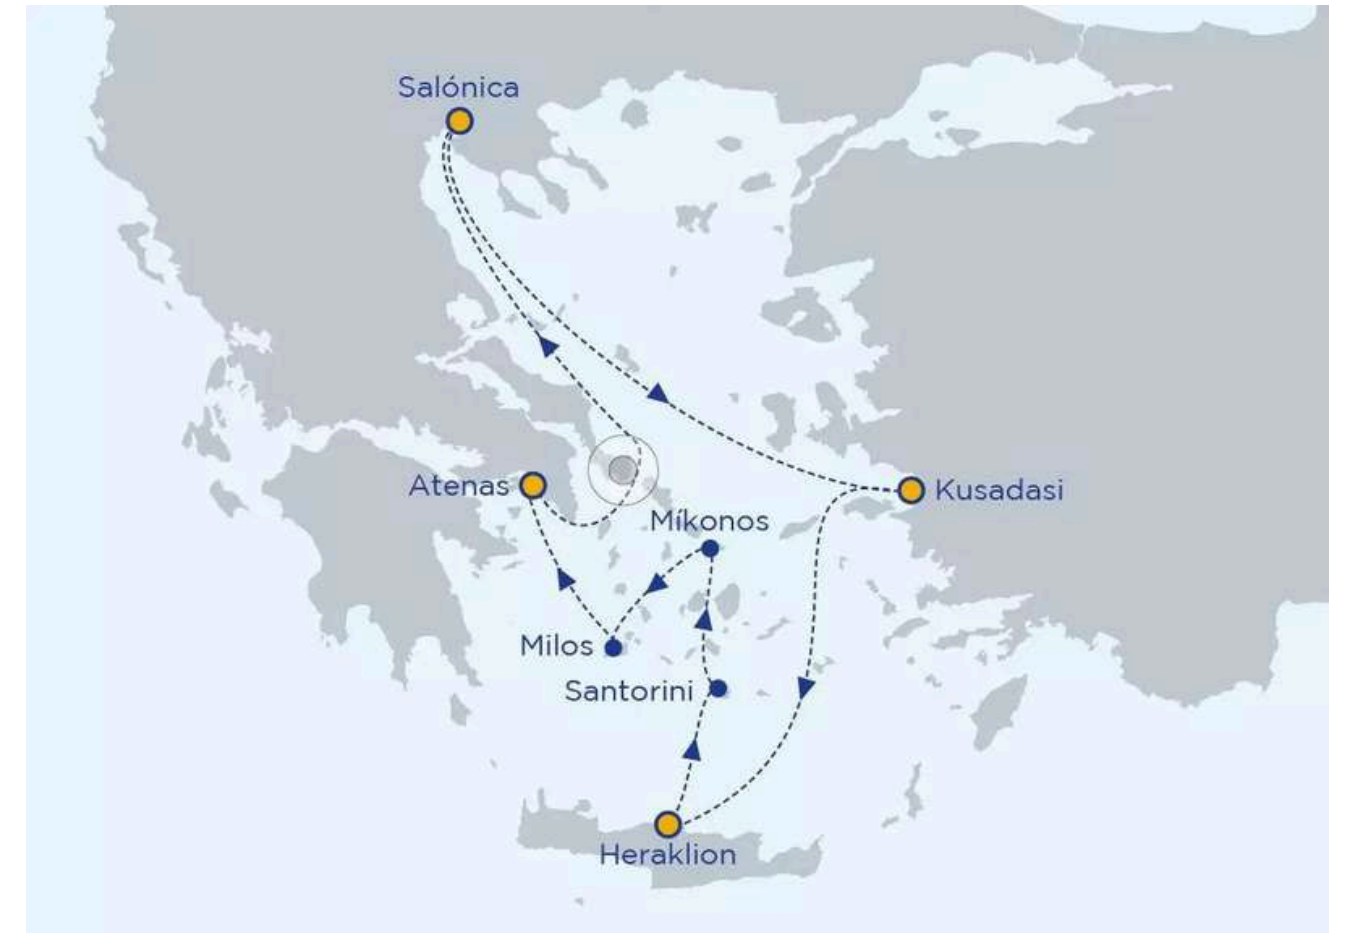 Salónica
Atenas
Kusadasi
Míkonos
Milos
Santorini
Heraklion